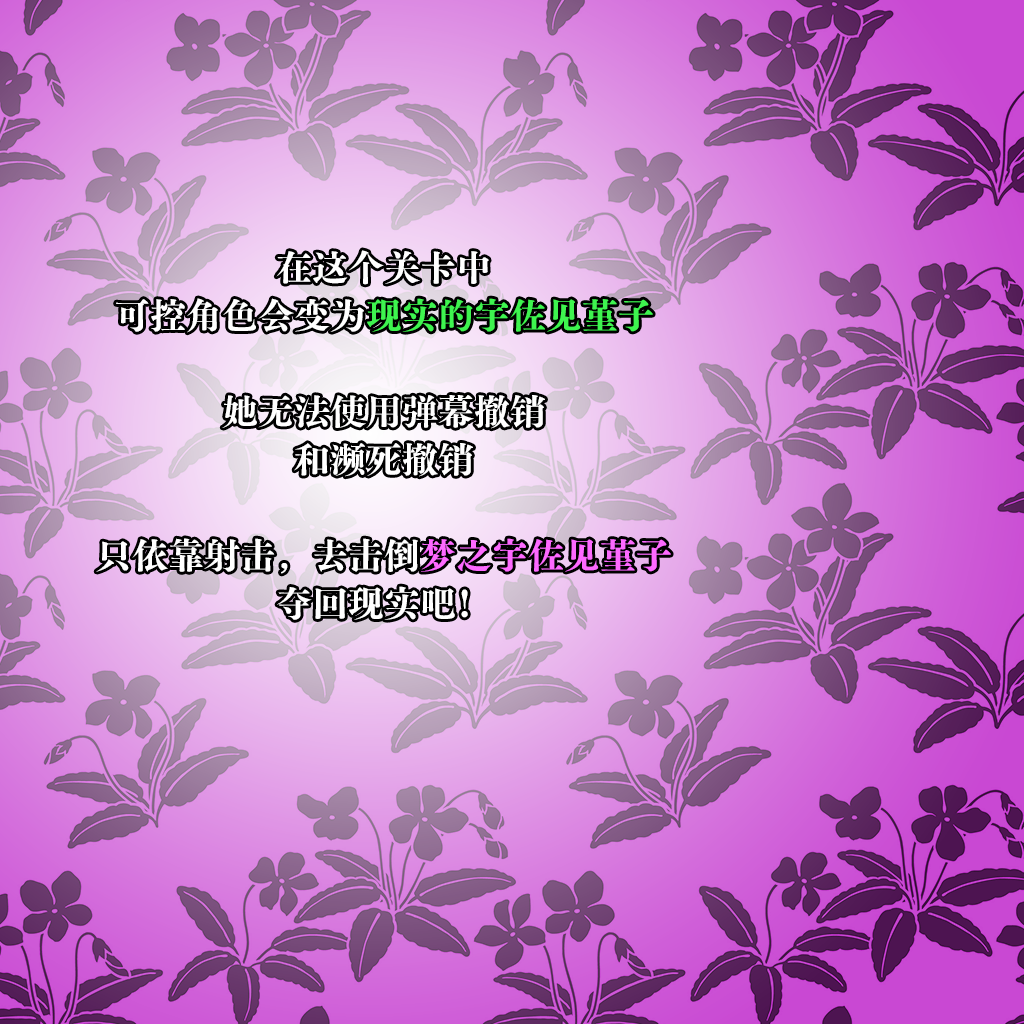 在这个关卡中
可控角色会变为现实的宇佐见堇子
她无法使用弹幕撤销
和濒死撤销
只依靠射击，去击倒梦之宇佐见堇子
夺回现实吧！